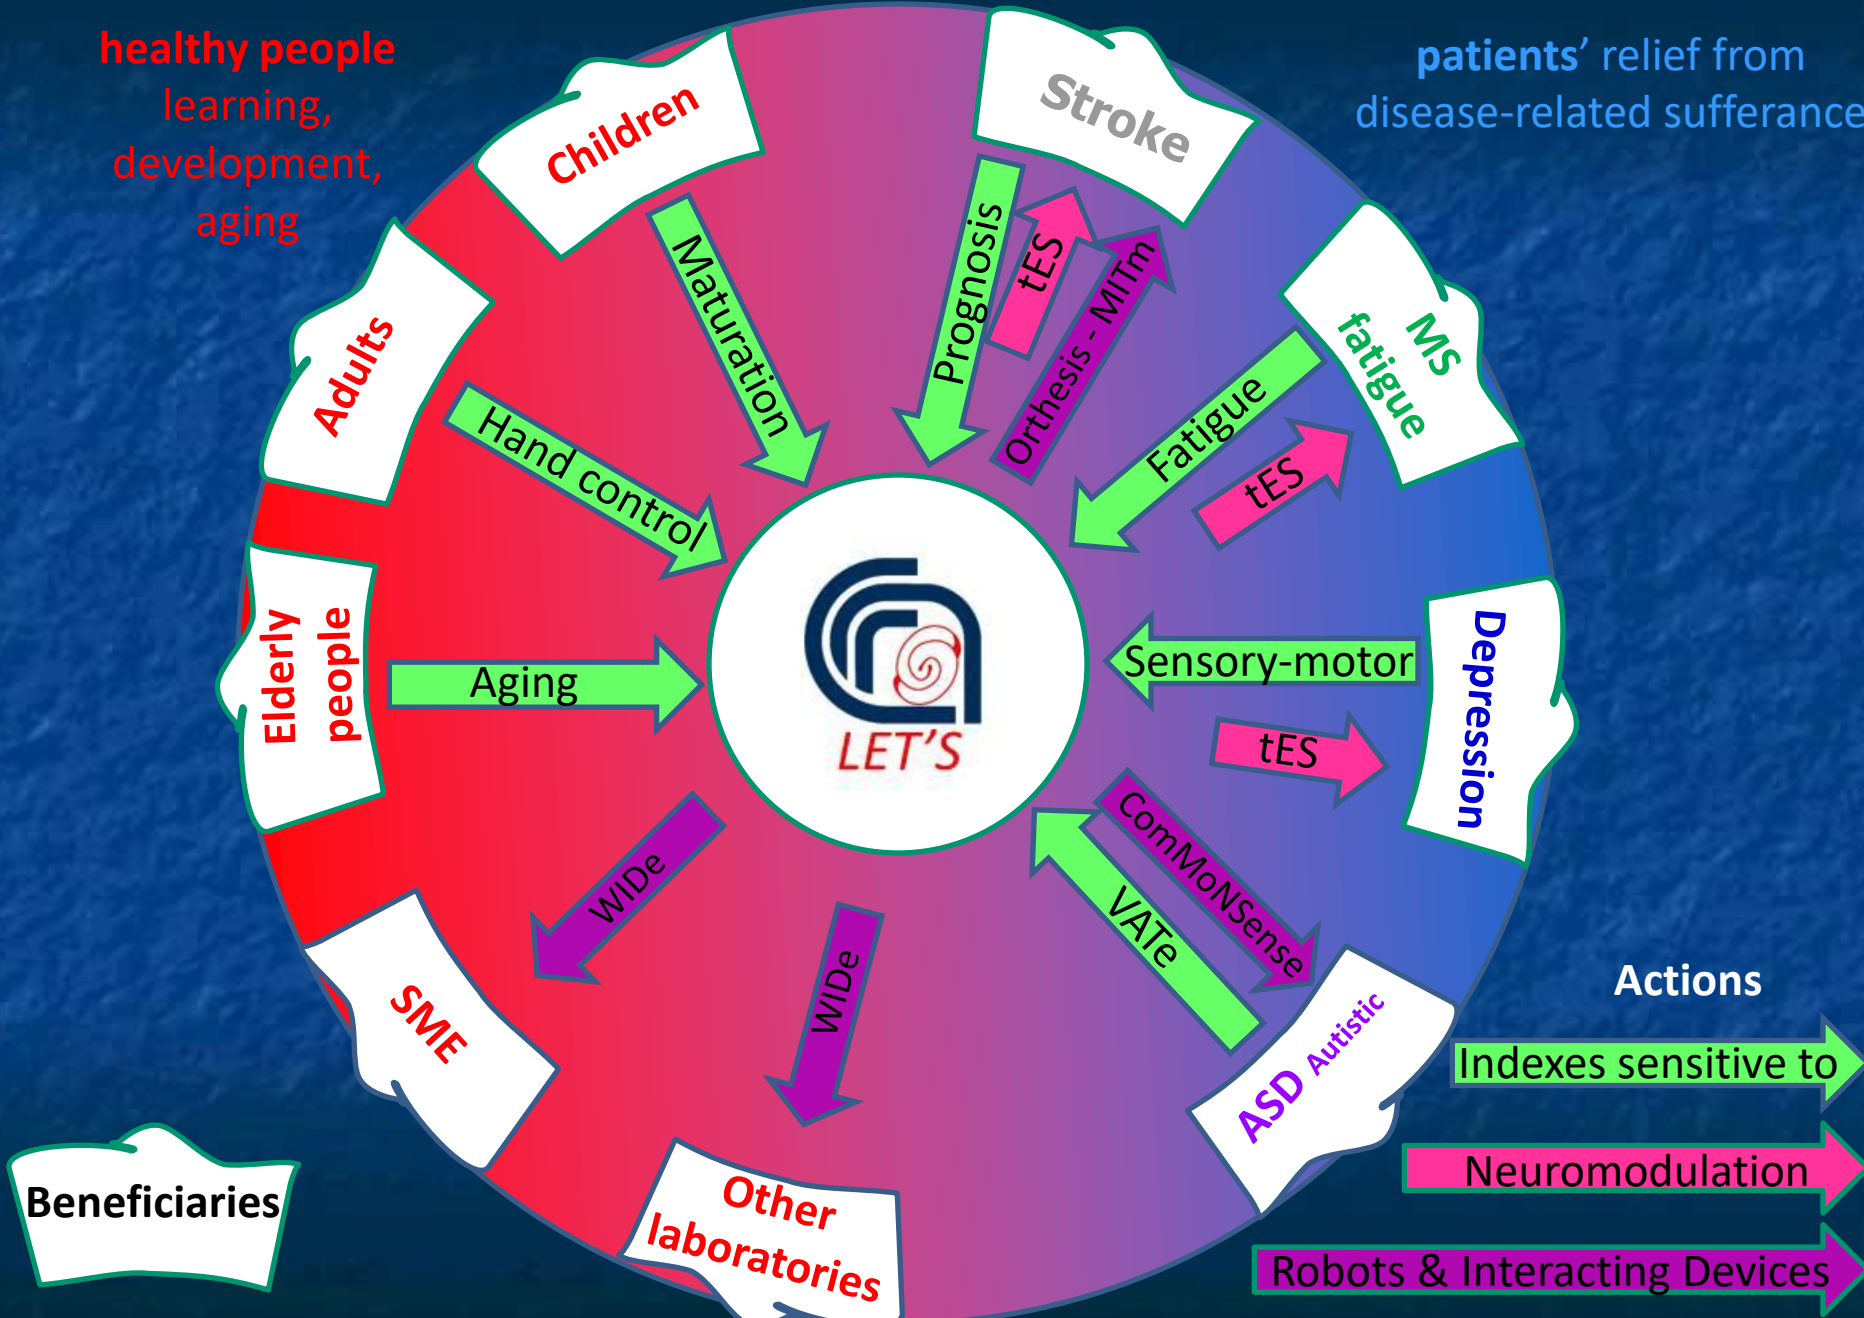 healthy people
learning,
development,
aging
patients’ relief from
disease-related sufferance
Children
Stroke
Adults
MS
fatigue
Elderly
people
Depression
SME
Other
laboratories
ASD Autistic
Maturation
Hand control
Aging
Prognosis
tES
Orthesis - MITm
Fatigue
tES
Sensory-motor
tES
ComMoNSense
VATe
WIDe
WIDe
LET’S
Beneficiaries
Actions
Indexes sensitive to
Neuromodulation
Robots & Interacting Devices